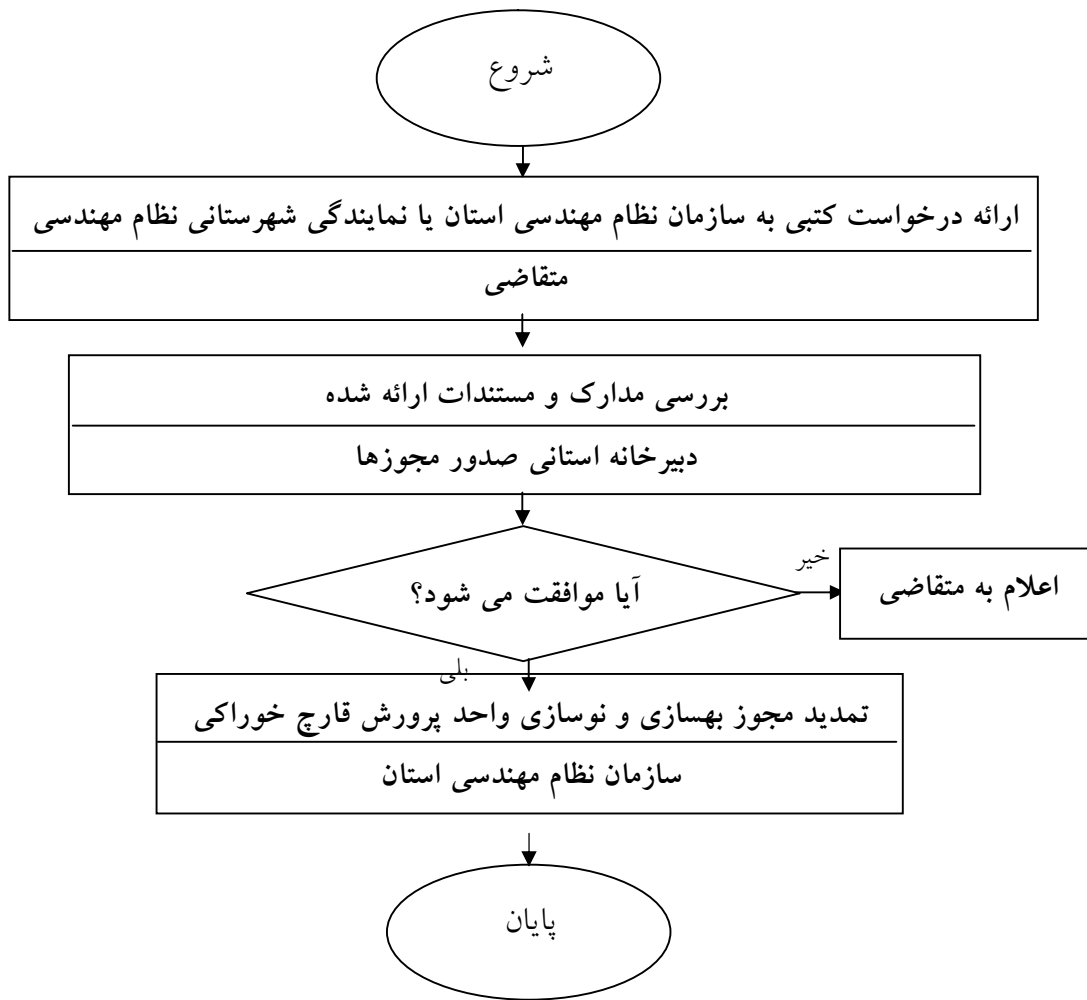 شروع
ارائه درخواست کتبی به سازمان نظام مهندسی استان یا نمایندگی شهرستانی نظام مهندسی
متقاضی
بررسی مدارک و مستندات ارائه شده
دبیرخانه استانی صدور مجوزها
آیا موافقت می شود؟
خیر
اعلام به متقاضی
بلی
تمدید مجوز بهسازی و نوسازی واحد پرورش قارچ خوراکی
سازمان نظام مهندسی استان
پایان